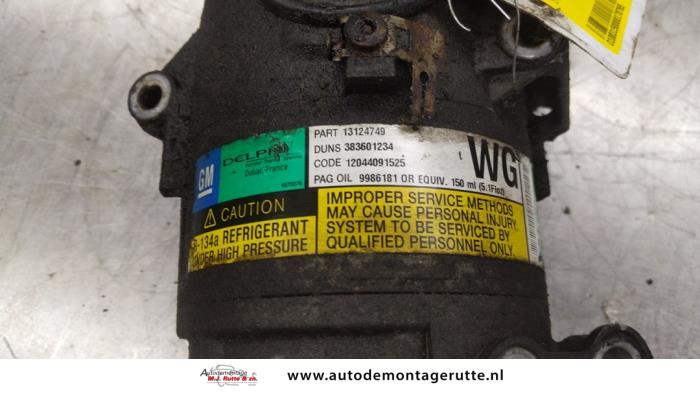 GM
DELPHI
Douai, France
PART 13124749
DUNS 383601234
CODE 12044091525
PAG OIL 9986181 OR EQUIV. 150 ml (5.1Floz)
WG
CAUTION
R-134a REFRIGERANT
UNDER HIGH PRESSURE
IMPROPER SERVICE METHODS
MAY CAUSE PERSONAL INJURY.
SYSTEM TO BE SERVICED BY
QUALIFIED PERSONNEL ONLY.
Autodemontage
M.J. Rutte & zn.
www.autodemontagerutte.nl